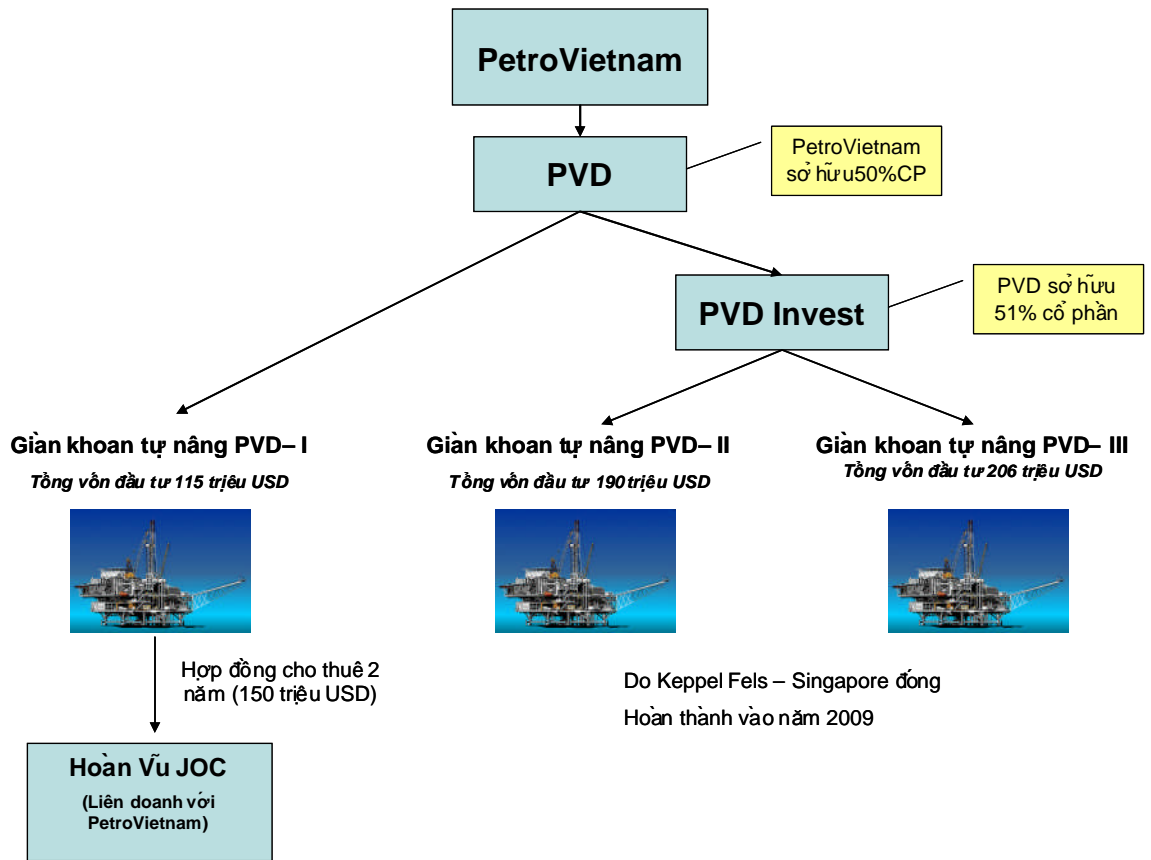 PetroVietnam
PVD
PetroVietnam
sở hữu50%CP
PVD Invest
PVD sở hữu
51% cổ phần
Giàn khoan tự nâng PVD– I
Tổng vốn đầu tư 115 triệu USD
Giàn khoan tự nâng PVD– II
Tổng vốn đầu tư 190 triệu USD
Giàn khoan tự nâng PVD– III
Tổng vốn đầu tư 206 triệu USD
Hợp đồng cho thuê 2
năm (150 triệu USD)
Do Keppel Fels – Singapore đóng
Hoàn thành vào năm 2009
Hoàn Vũ JOC
(Liên doanh với
PetroVietnam)